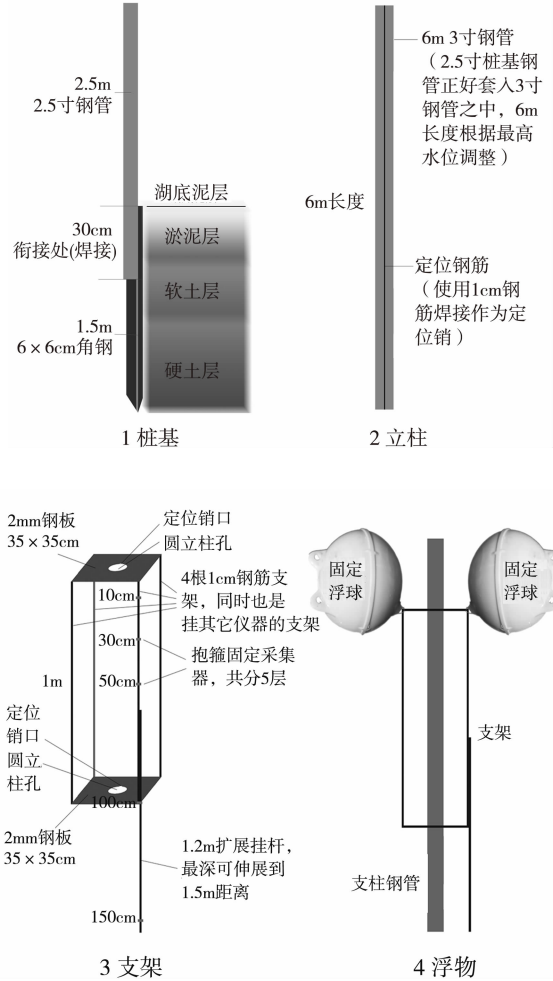 2.5m
2.5寸钢管
湖底泥层
30cm
衔接处(焊接)
淤泥层
软土层
1.5m
6×6cm角钢
硬土层
1 桩基
6m 3寸钢管
（2.5寸桩基钢
管正好套入3寸
钢管之中，6m
长度根据最高
水位调整）
6m长度
定位钢筋
（使用1cm钢
筋焊接作为定
位销）
2 立柱
2mm钢板
35×35cm
定位销口
圆立柱孔
4根1cm钢筋支
架，同时也是
挂其它仪器的支架
10cm
30cm
抱箍固定采集
器，共分5层
50cm
1m
定位
销口
圆立
柱孔
100cm
2mm钢板
35×35cm
1.2m扩展挂杆，
最深可伸展到
1.5m距离
150cm
3 支架
固定
浮球
固定
浮球
支架
支柱钢管
4 浮物